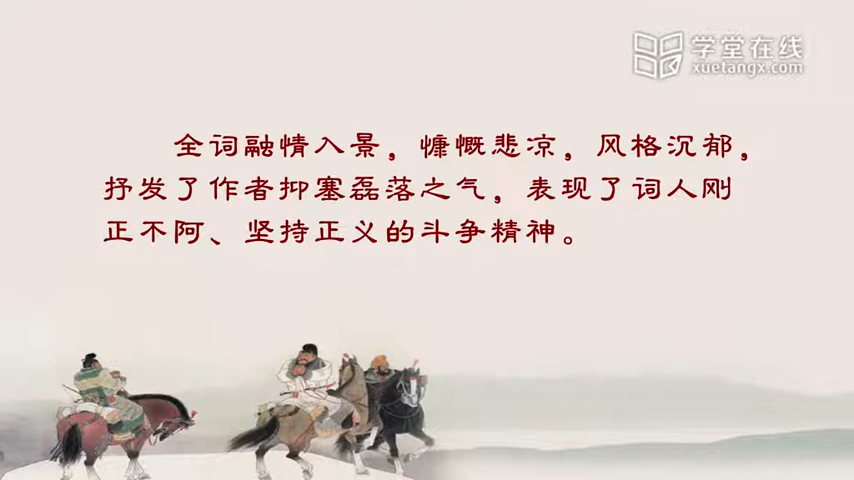 学堂在线
xuetangx.com
全词融情入景，慷慨悲凉，风格沉郁，
抒发了作者抑塞磊落之气，表现了词人刚
正不阿、坚持正义的斗争精神。